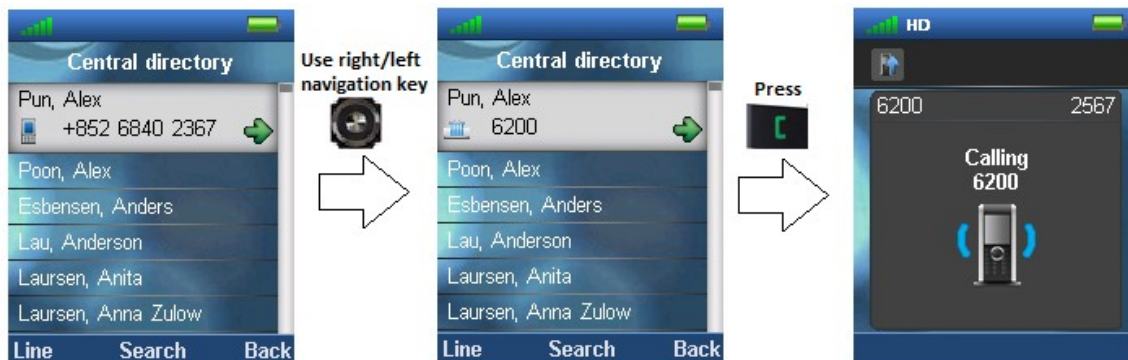 Central directory
Pun, Alex
+852 6840 2367
Poon, Alex
Esbensen, Anders
Lau, Anderson
Laursen, Anita
Laursen, Anna Zulow
Line Search Back
Use right/left
navigation key
Central directory
Pun, Alex
6200
Poon, Alex
Esbensen, Anders
Lau, Anderson
Laursen, Anita
Laursen, Anna Zulow
Line Search Back
Press
HD
6200 2567
Calling
6200